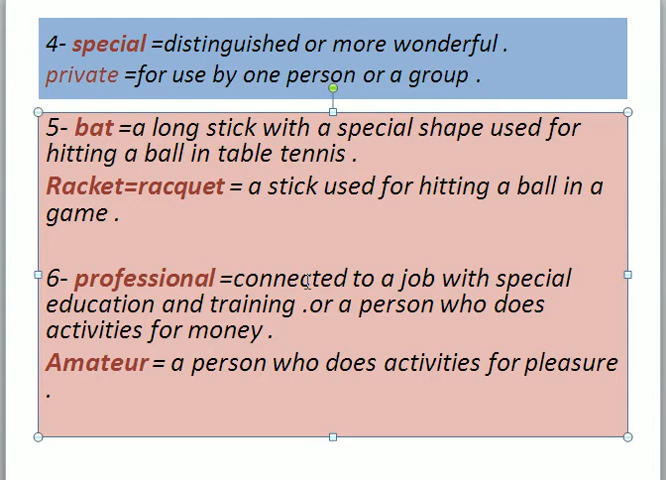 4- special =distinguished or more wonderful .
private =for use by one person or a group .
5- bat =a long stick with a special shape used for
hitting a ball in table tennis .
Racket=racquet = a stick used for hitting a ball in a
game .
6- professional =connected to a job with special
education and training .or a person who does
activities for money .
Amateur = a person who does activities for pleasure
.